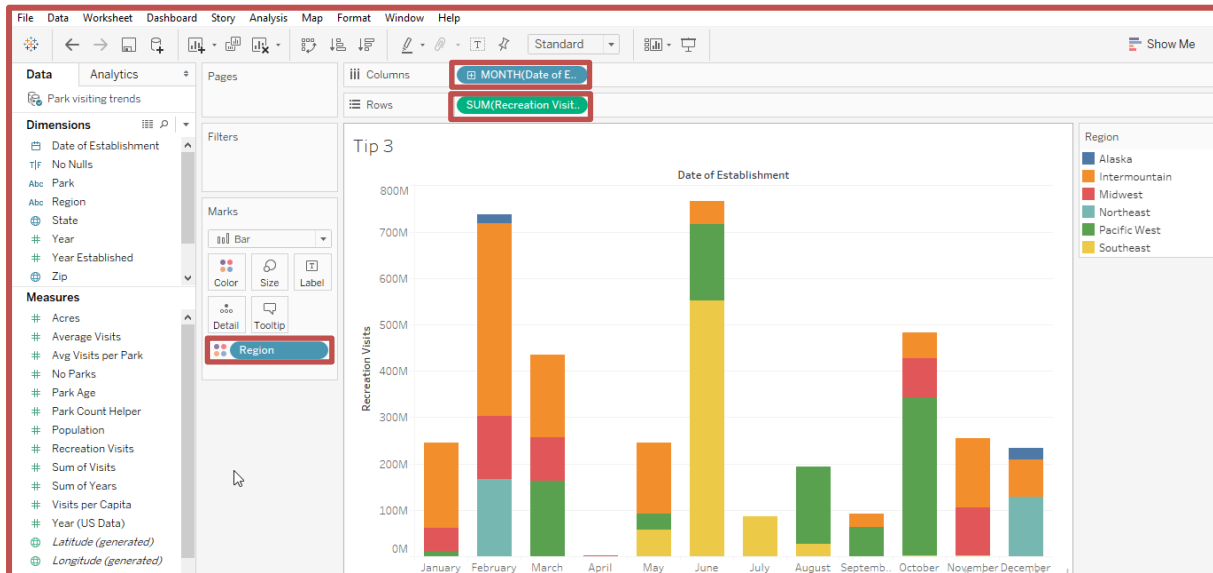 File Data Worksheet Dashboard Story Analysis Map Format Window Help
Standard
Show Me
Data Analytics
Park visiting trends
Dimensions
Date of Establishment
T|F No Nulls
Abc Park
Abc Region
State
# Year
# Year Established
Zip
Measures
# Acres
# Average Visits
# Avg Visits per Park
# No Parks
# Park Age
# Park Count Helper
# Population
# Recreation Visits
# Sum of Visits
# Sum of Years
# Visits per Capita
# Year (US Data)
Latitude (generated)
Longitude (generated)
Pages
Filters
Marks
Bar
Color Size Label
Detail Tooltip
Region
Columns
MONTH(Date of E..
Rows
SUM(Recreation Visit..
Tip 3
Date of Establishment
Recreation Visits
800M
700M
600M
500M
400M
300M
200M
100M
0M
January February March April May June July August Septemb.. October November December
Region
Alaska
Intermountain
Midwest
Northeast
Pacific West
Southeast